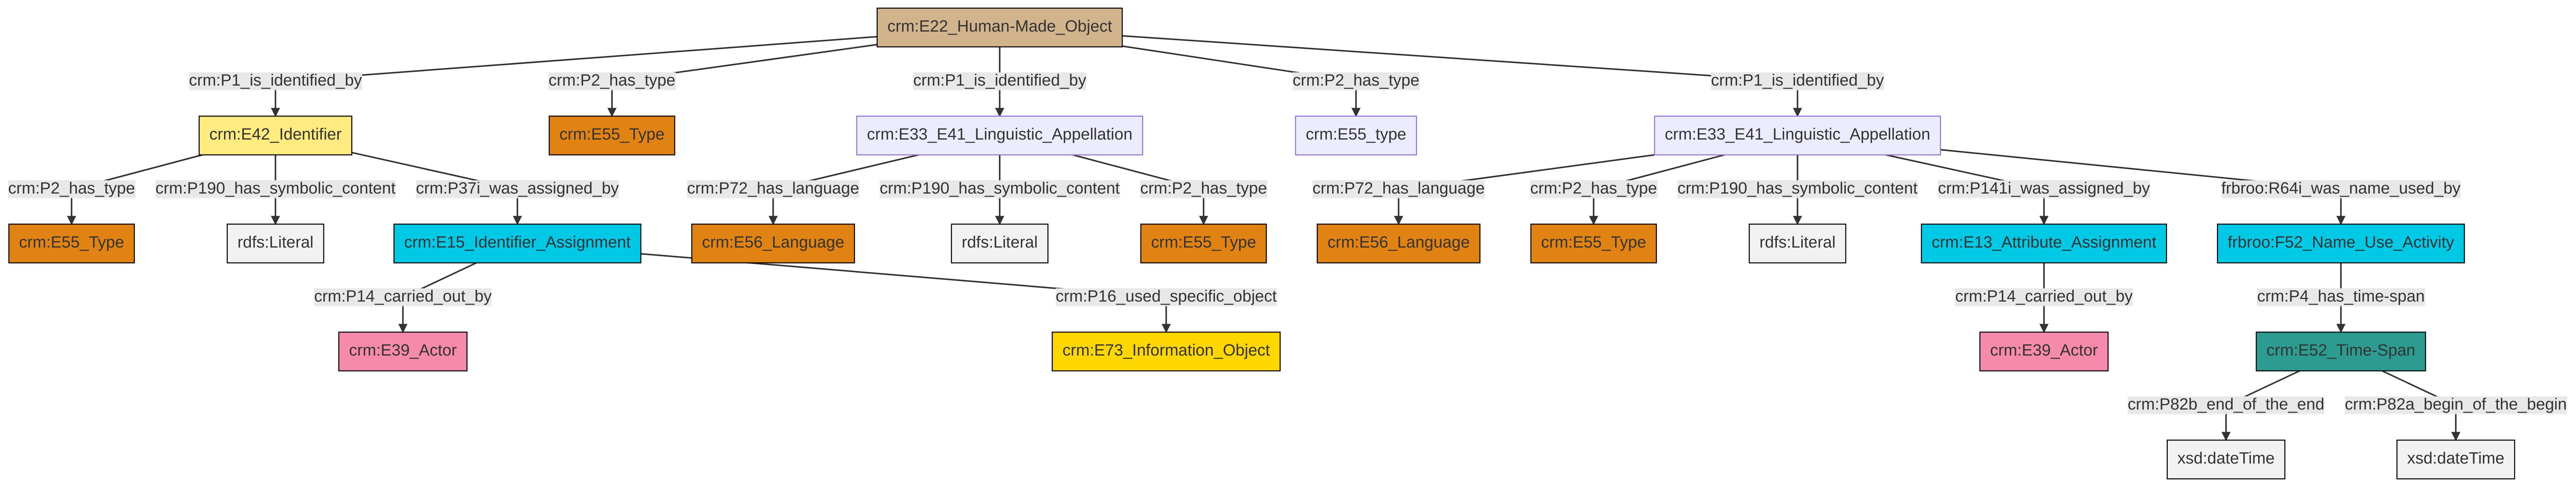 crm:E22_Human-Made_Object
crm:P1_is_identified_by
crm:P2_has_type
crm:P1_is_identified_by
crm:P2_has_type
crm:P1_is_identified_by
crm:E42_Identifier
crm:E55_Type
crm:E33_E41_Linguistic_Appellation
crm:E55_type
crm:E33_E41_Linguistic_Appellation
crm:P2_has_type
crm:P190_has_symbolic_content
crm:P37i_was_assigned_by
crm:P72_has_language
crm:P190_has_symbolic_content
crm:P2_has_type
crm:P72_has_language
crm:P2_has_type
crm:P190_has_symbolic_content
crm:P141i_was_assigned_by
frbroo:R64i_was_name_used_by
crm:E55_Type
rdfs:Literal
crm:E15_Identifier_Assignment
crm:E56_Language
rdfs:Literal
crm:E55_Type
crm:E56_Language
crm:E55_Type
rdfs:Literal
crm:E13_Attribute_Assignment
frbroo:F52_Name_Use_Activity
crm:P14_carried_out_by
crm:P16_used_specific_object
crm:P14_carried_out_by
crm:P4_has_time-span
crm:E39_Actor
crm:E73_Information_Object
crm:E39_Actor
crm:E52_Time-Span
crm:P82b_end_of_the_end
crm:P82a_begin_of_the_begin
xsd:dateTime
xsd:dateTime